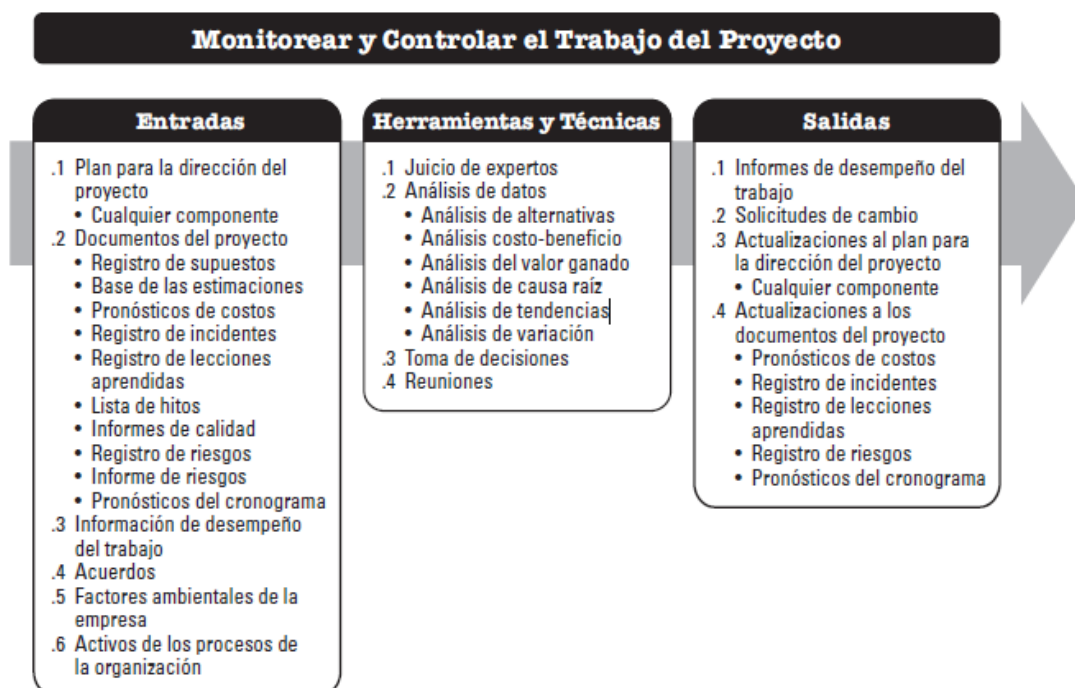 Monitorear y Controlar el Trabajo del Proyecto
Entradas
.1 Plan para la dirección del
proyecto
• Cualquier componente
.2 Documentos del proyecto
• Registro de supuestos
• Base de las estimaciones
• Pronósticos de costos
• Registro de incidentes
• Registro de lecciones
aprendidas
• Lista de hitos
• Informes de calidad
• Registro de riesgos
• Informe de riesgos
• Pronósticos del cronograma
.3 Información de desempeño
del trabajo
.4 Acuerdos
.5 Factores ambientales de la
empresa
.6 Activos de los procesos de
la organización
Herramientas y Técnicas
.1 Juicio de expertos
.2 Análisis de datos
• Análisis de alternativas
• Análisis costo-beneficio
• Análisis del valor ganado
• Análisis de causa raíz
• Análisis de tendencias
• Análisis de variación
.3 Toma de decisiones
.4 Reuniones
Salidas
.1 Informes de desempeño del
trabajo
.2 Solicitudes de cambio
.3 Actualizaciones al plan para
la dirección del proyecto
• Cualquier componente
.4 Actualizaciones a los
documentos del proyecto
• Pronósticos de costos
• Registro de incidentes
• Registro de lecciones
aprendidas
• Registro de riesgos
• Pronósticos del cronograma